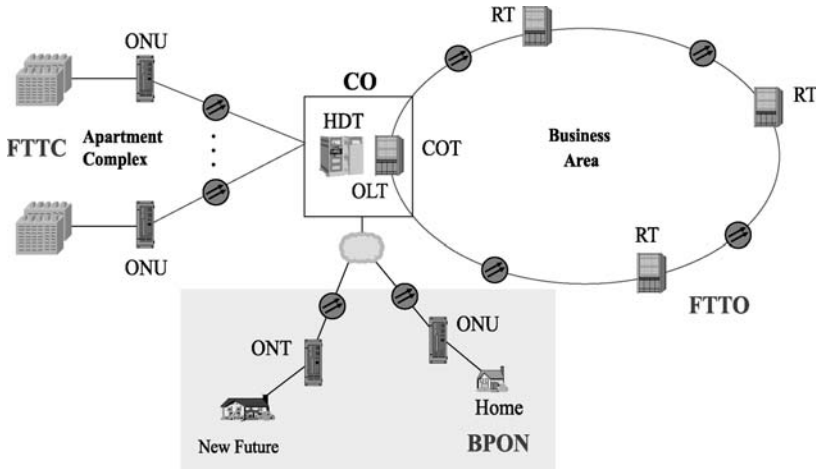 RT
ONU
CO
RT
HDT
FTTC
Apartment
Complex
COT
Business
Area
OLT
RT
ONU
FTTO
ONU
ONT
Home
New Future
BPON